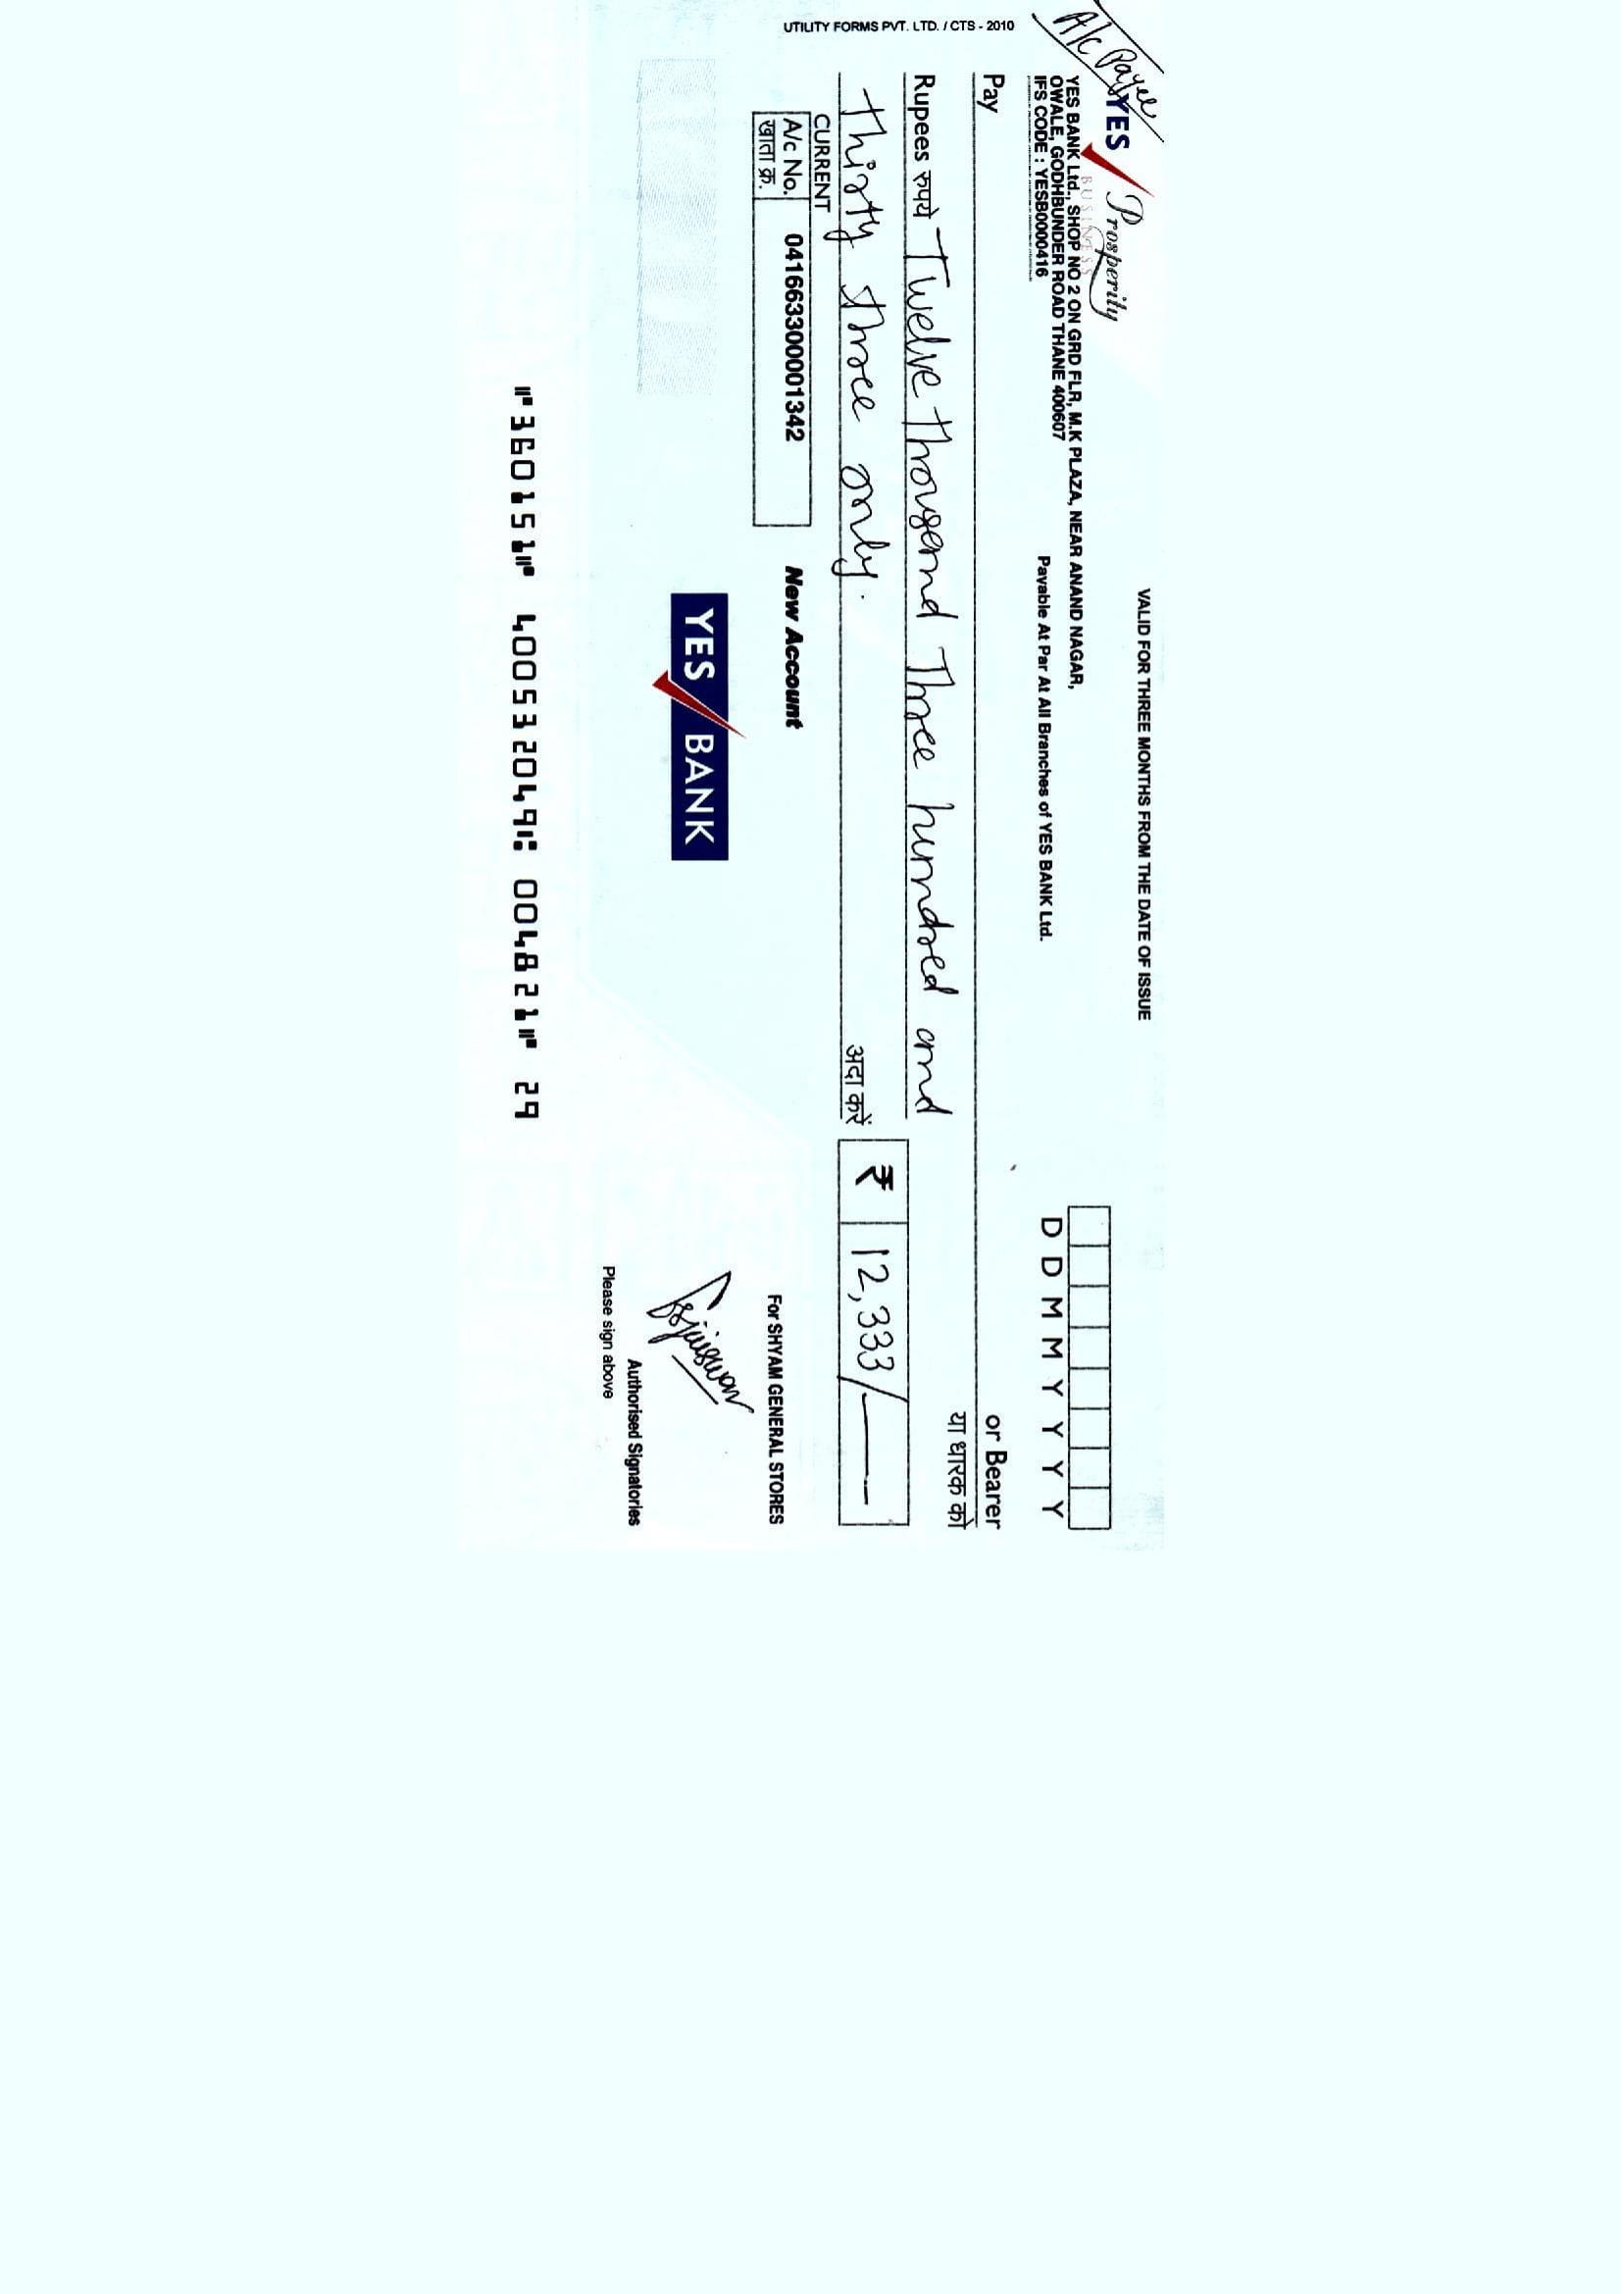 A/c Payee
YES Prosperity
BUSINESS
VALID FOR THREE MONTHS FROM THE DATE OF ISSUE
YES BANK Ltd., SHOP NO 2 ON GRD FLR, M.K PLAZA, NEAR ANAND NAGAR,
OWALE, GODHBUNDER ROAD THANE 400607
IFS CODE : YESB0000416
Payable At Par At All Branches of YES BANK Ltd.
D D M M Y Y Y Y
Pay
or Bearer
या धारक को
Rupees रुपये Twelve thousand Three hundred and
Thirty three only.
अदा करें
₹ 12,333/—
CURRENT
A/c No.
खाता क्र.
041663300001342
New Account
For SHYAM GENERAL STORES
YES BANK
Authorised Signatories
Please sign above
UTILITY FORMS PVT. LTD. / CTS - 2010
⑈360151⑈ 400532049⑆ 004821⑈ 29